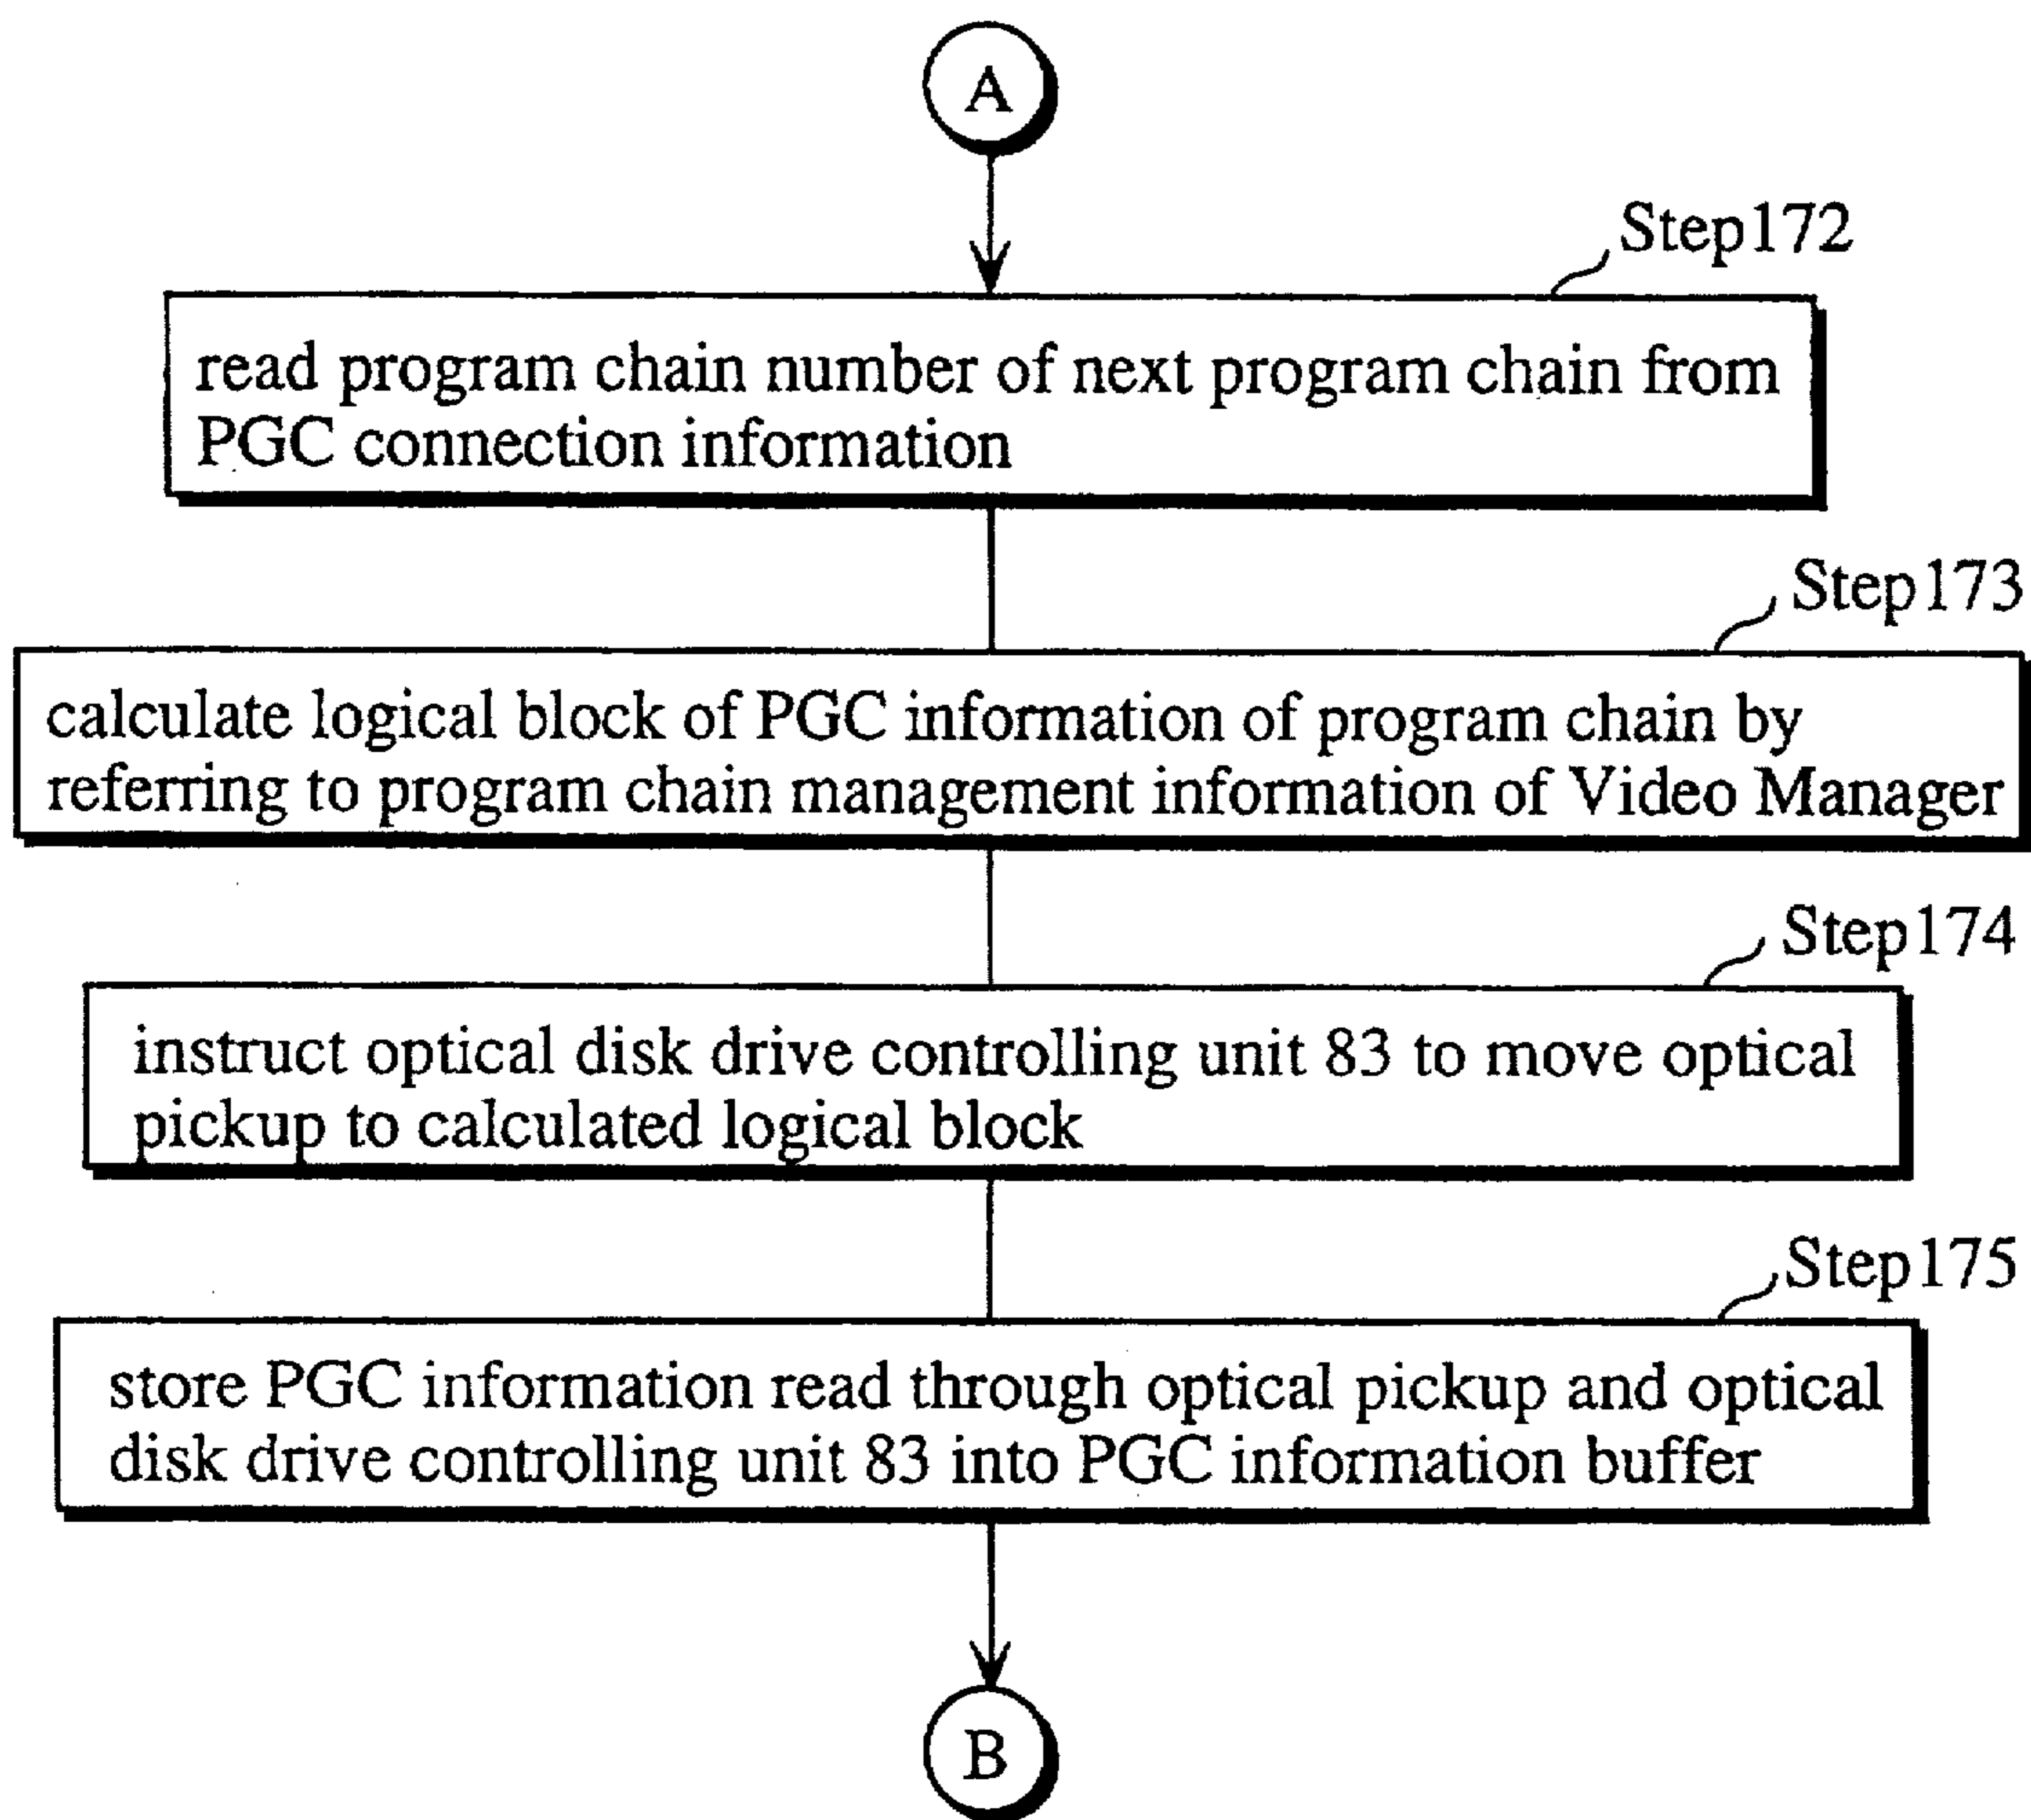 A
Step172
read program chain number of next program chain from
PGC connection information
Step173
calculate logical block of PGC information of program chain by
referring to program chain management information of Video Manager
Step174
instruct optical disk drive controlling unit 83 to move optical
pickup to calculated logical block
Step175
store PGC information read through optical pickup and optical
disk drive controlling unit 83 into PGC information buffer
B